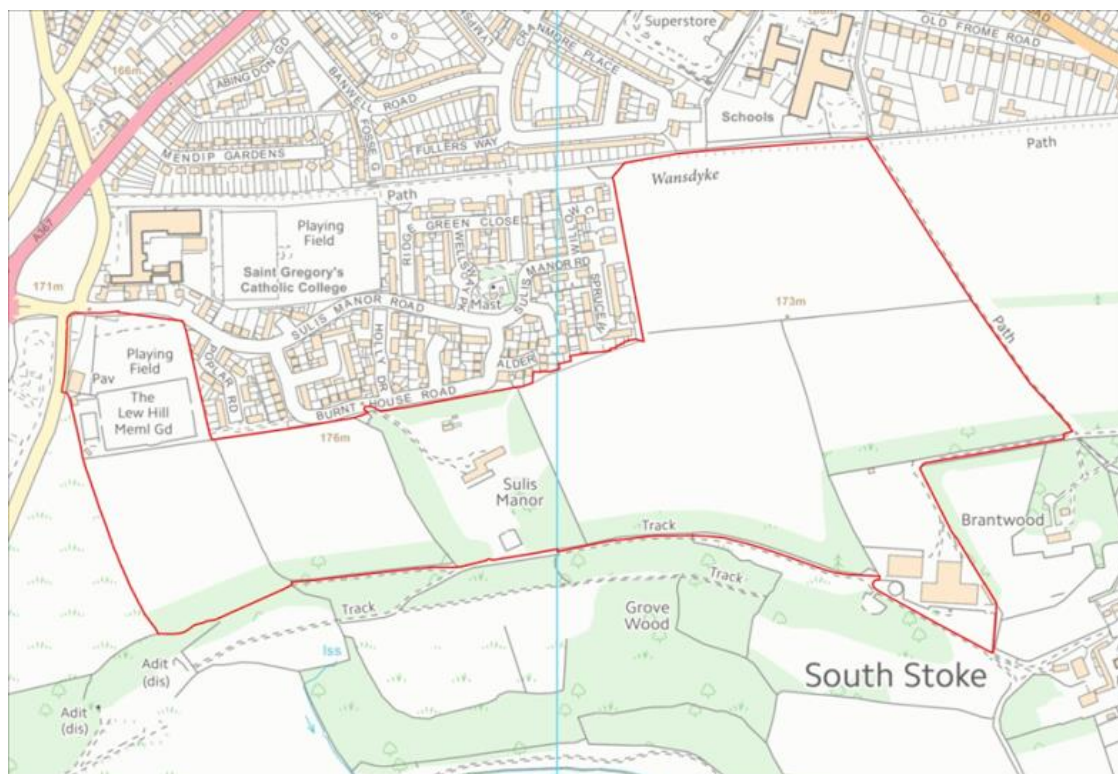 Superstore
OLD FROME ROAD
166m
ABINGDON GD
BANWELL ROAD
CRANMORE PLACE
FOSSE G
FULLERS WAY
MENDIP GARDENS
Schools
Path
Wansdyke
Path
A367
Playing
Field
Saint Gregory's
Catholic College
GREEN CLOSE
RIDGE
WELLSWAY PK
Mast
SULIS MANOR RD
WILLOW
SPRUCE W
171m
SULIS MANOR ROAD
173m
Path
Playing
Field
Pav
The
Lew Hill
Meml Gd
POPLAR RD
HOLLY DR
ALDER
BURNT HOUSE ROAD
176m
Sulis
Manor
Brantwood
Track
Track
Track
Grove
Wood
Iss
Adit
(dis)
South Stoke
Adit
(dis)